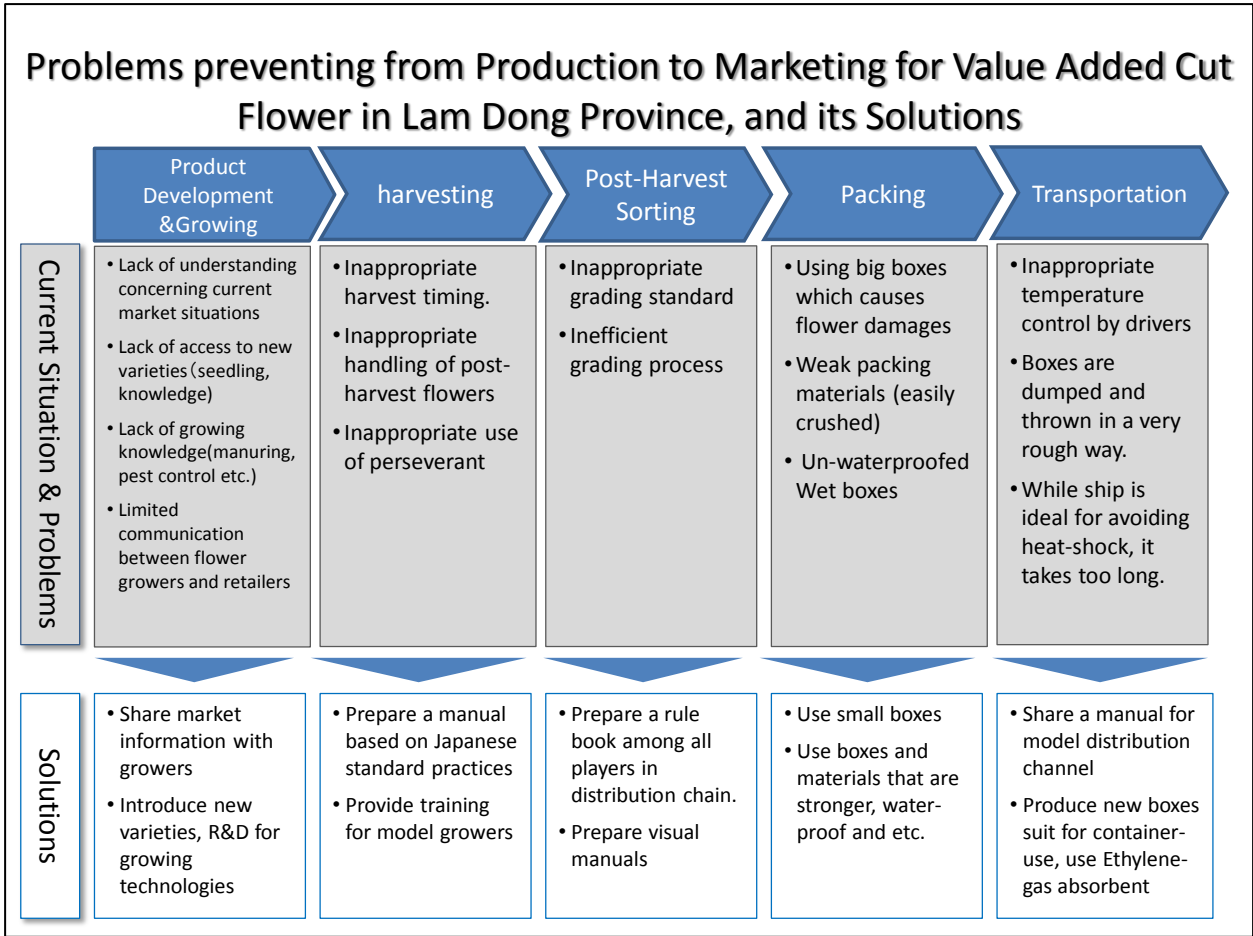 Problems preventing from Production to Marketing for Value Added Cut
Flower in Lam Dong Province, and its Solutions
Product
Development
&Growing
harvesting
Post-Harvest
Sorting
Packing
Transportation
Current Situation & Problems
• Lack of understanding
concerning current
market situations
• Lack of access to new
varieties（seedling,
knowledge)
• Lack of growing
knowledge(manuring,
pest control etc.)
• Limited
communication
between flower
growers and retailers
• Inappropriate
harvest timing.
• Inappropriate
handling of post-
harvest flowers
• Inappropriate use
of perseverant
• Inappropriate
grading standard
• Inefficient
grading process
• Using big boxes
which causes
flower damages
• Weak packing
materials (easily
crushed)
• Un-waterproofed
Wet boxes
• Inappropriate
temperature
control by drivers
• Boxes are
dumped and
thrown in a very
rough way.
• While ship is
ideal for avoiding
heat-shock, it
takes too long.
Solutions
• Share market
information with
growers
• Introduce new
varieties, R&D for
growing
technologies
• Prepare a manual
based on Japanese
standard practices
• Provide training
for model growers
• Prepare a rule
book among all
players in
distribution chain.
• Prepare visual
manuals
• Use small boxes
• Use boxes and
materials that are
stronger, water-
proof and etc.
• Share a manual for
model distribution
channel
• Produce new boxes
suit for container-
use, use Ethylene-
gas absorbent